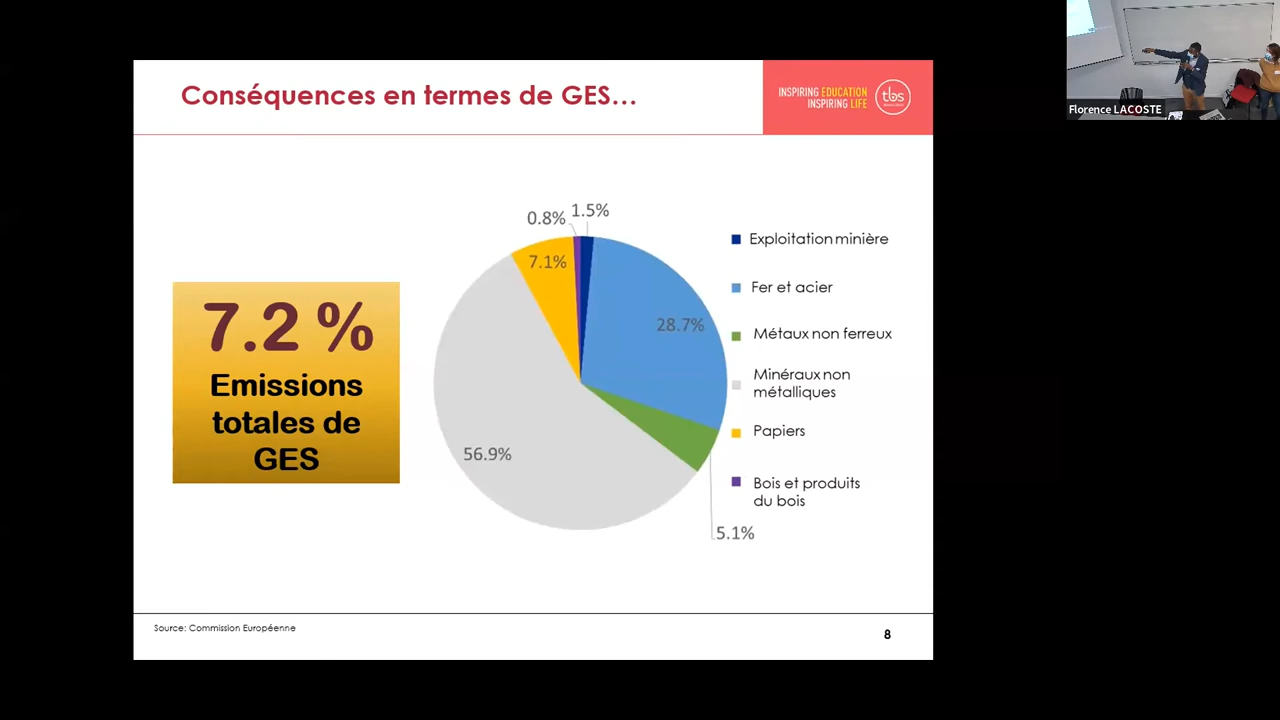 Conséquences en termes de GES...
INSPIRING EDUCATION
INSPIRING LIFE
tbs
Florence LACOSTE
7.2 %
Emissions
totales de
GES
0.8%
1.5%
7.1%
28.7%
56.9%
5.1%
Exploitation minière
Fer et acier
Métaux non ferreux
Minéraux non
métalliques
Papiers
Bois et produits
du bois
Source: Commission Européenne
8